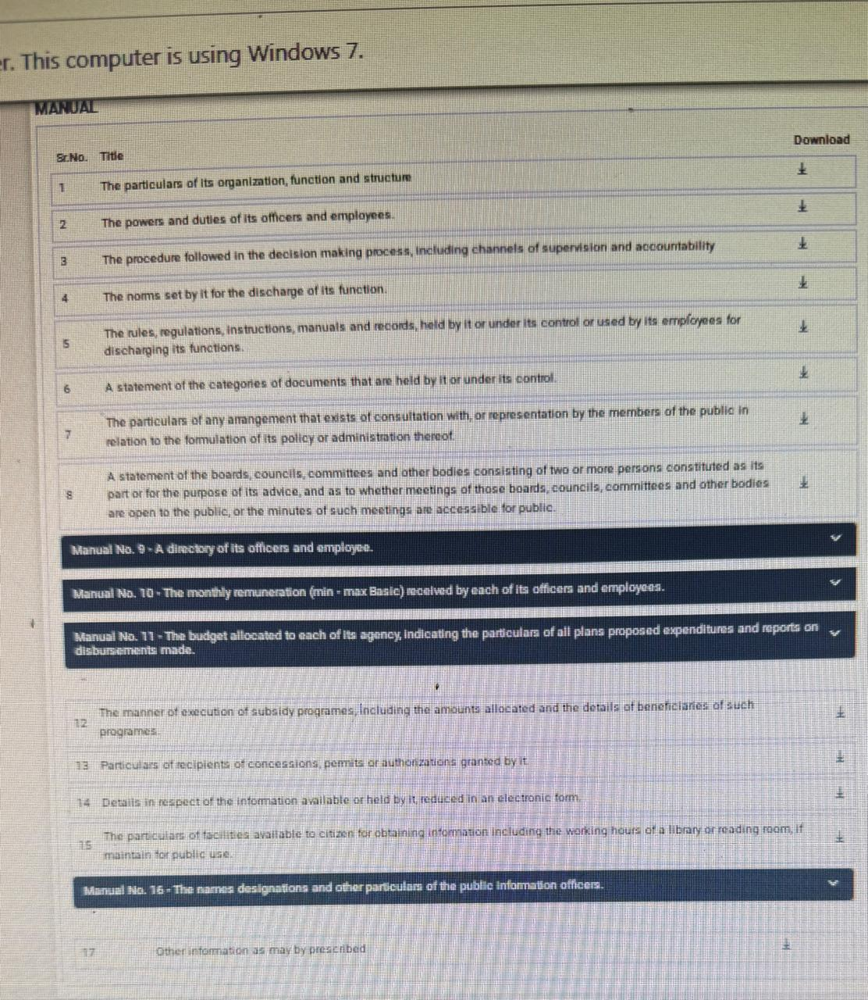 er. This computer is using Windows 7.
MANUAL
Sr.No. Title Download
1 The particulars of its organization, function and structure
2 The powers and duties of its officers and employees.
3 The procedure followed in the decision making process, including channels of supervision and accountability
4 The norms set by it for the discharge of its function.
5 The rules, regulations, instructions, manuals and records, held by it or under its control or used by its employees for
discharging its functions.
6 A statement of the categories of documents that are held by it or under its control.
7 The particulars of any arrangement that exists of consultation with, or representation by the members of the public in
relation to the formulation of its policy or administration thereof.
8 A statement of the boards, councils, committees and other bodies consisting of two or more persons constituted as its
part or for the purpose of its advice, and as to whether meetings of those boards, councils, committees and other bodies
are open to the public, or the minutes of such meetings are accessible for public.
Manual No. 9 - A directory of its officers and employee.
Manual No. 10 - The monthly remuneration (min - max Basic) received by each of its officers and employees.
Manual No. 11 - The budget allocated to each of its agency, indicating the particulars of all plans proposed expenditures and reports on
disbursements made.
12 The manner of execution of subsidy programes, including the amounts allocated and the details of beneficiaries of such
programes.
13 Particulars of recipients of concessions, permits or authorizations granted by it.
14 Details in respect of the information available or held by it, reduced in an electronic form.
15 The particulars of facilities available to citizen for obtaining information including the working hours of a library or reading room, if
maintain for public use.
Manual No. 16 - The names designations and other particulars of the public information officers.
17 Other information as may by prescribed